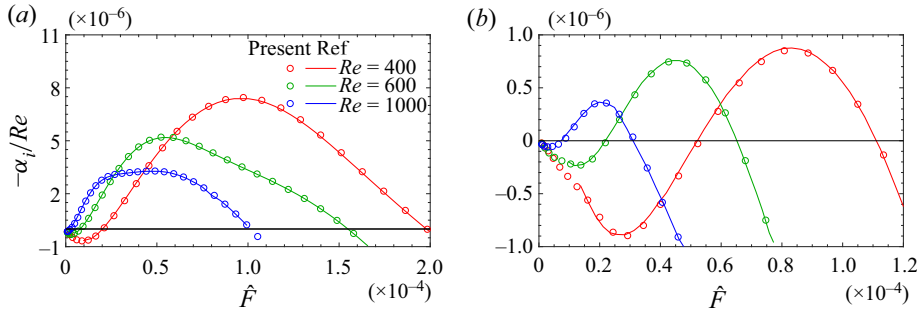 (a) (×10⁻⁶)
11
8
5
2
−1
−αᵢ/Re
Present Ref
Re = 400
Re = 600
Re = 1000
0 0.5 1.0 1.5 2.0
(×10⁻⁴)
F̂
(b) (×10⁻⁶)
1.0
0.5
0
−0.5
−1.0
0 0.2 0.4 0.6 0.8 1.0 1.2
(×10⁻⁴)
F̂